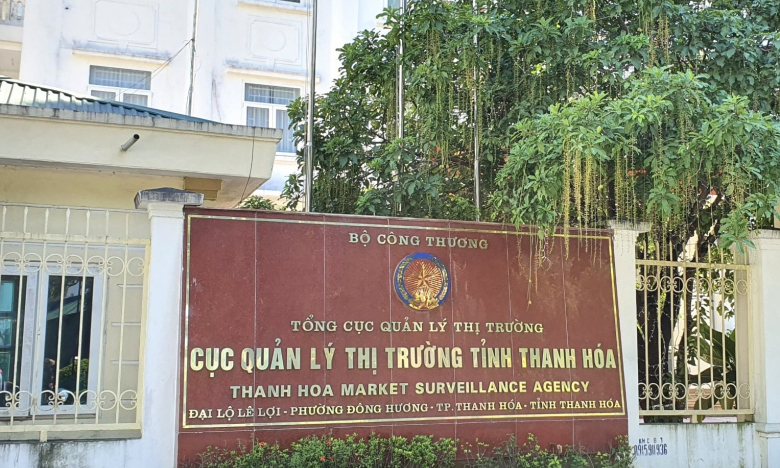 BỘ CÔNG THƯƠNG
TỔNG CỤC QUẢN LÝ THỊ TRƯỜNG
CỤC QUẢN LÝ THỊ TRƯỜNG TỈNH THANH HÓA
THANH HOA MARKET SURVEILLANCE AGENCY
ĐẠI LỘ LÊ LỢI - PHƯỜNG ĐÔNG HƯƠNG - TP. THANH HÓA - TỈNH THANH HÓA